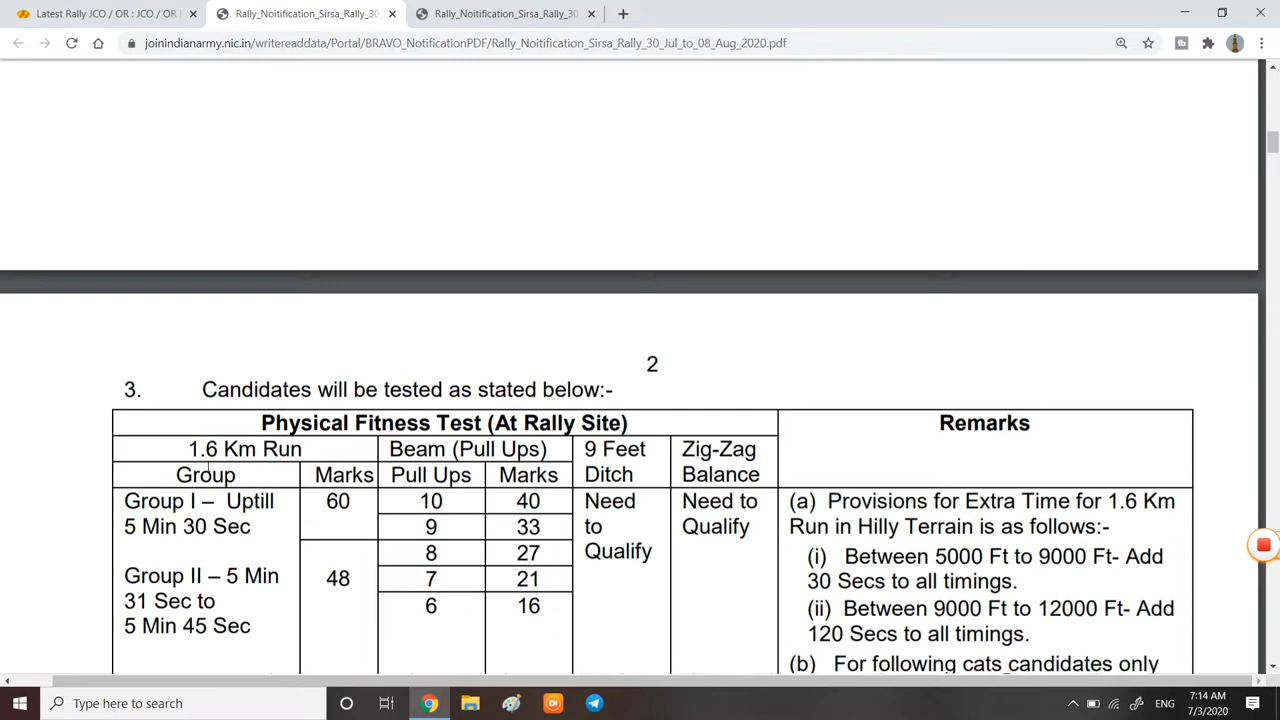 Latest Rally JCO / OR : JCO / OR
Rally_Noitification_Sirsa_Rally_30
Rally_Noitification_Sirsa_Rally_30
joinindianarmy.nic.in/writereaddata/Portal/BRAVO_NotificationPDF/Rally_Noitification_Sirsa_Rally_30_Jul_to_08_Aug_2020.pdf
2
3. Candidates will be tested as stated below:-
Physical Fitness Test (At Rally Site)
Remarks
1.6 Km Run
Beam (Pull Ups)
9 Feet
Ditch
Zig-Zag
Balance
Group
Marks
Pull Ups
Marks
Group I – Uptill
5 Min 30 Sec
60
10
40
9
33
Need
to
Qualify
Need to
Qualify
Group II – 5 Min
31 Sec to
5 Min 45 Sec
48
8
27
7
21
6
16
(a) Provisions for Extra Time for 1.6 Km
Run in Hilly Terrain is as follows:-
(i) Between 5000 Ft to 9000 Ft- Add
30 Secs to all timings.
(ii) Between 9000 Ft to 12000 Ft- Add
120 Secs to all timings.
(b) For following cats candidates only
Type here to search
ENG
7:14 AM
7/3/2020